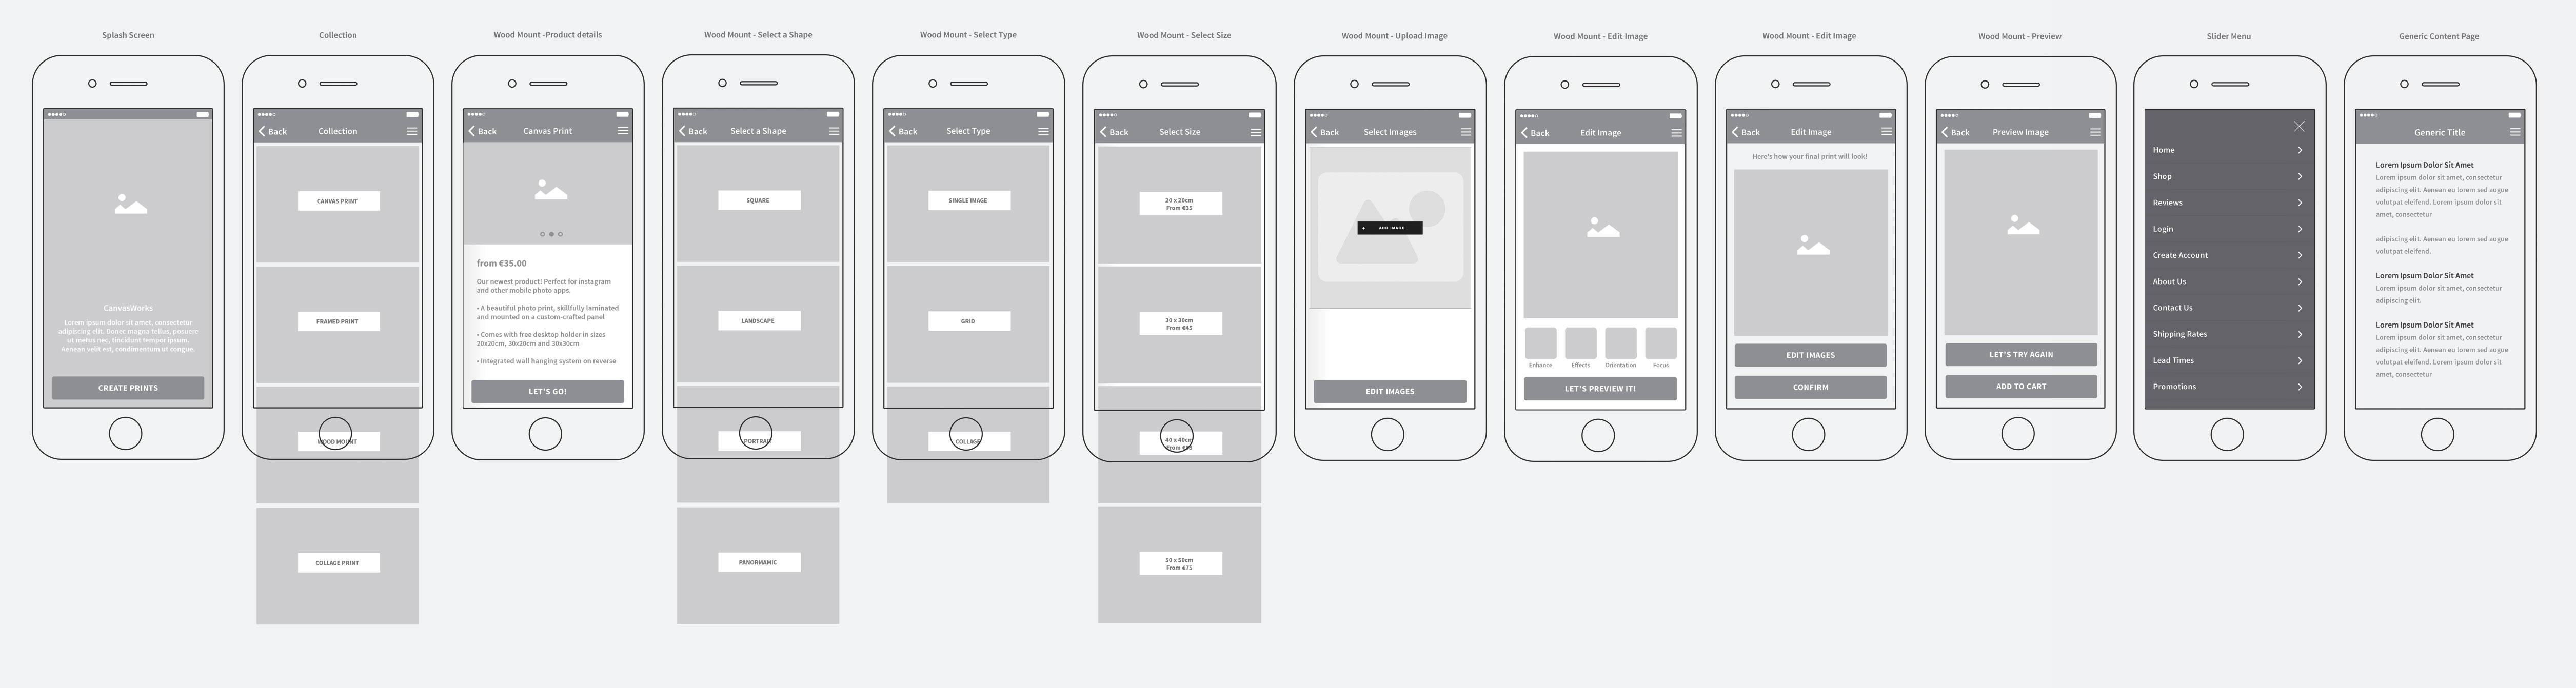 Splash Screen
CanvasWorks
Lorem ipsum dolor sit amet, consectetur
adipiscing elit. Donec magna tellus, posuere
ut metus nec, tincidunt tempor ipsum.
Aenean velit est, condimentum ut congue.
CREATE PRINTS
Collection
Back
Collection
CANVAS PRINT
FRAMED PRINT
WOOD MOUNT
COLLAGE PRINT
Wood Mount -Product details
Back
Canvas Print
from €35.00
Our newest product! Perfect for instagram
and other mobile photo apps.
• A beautiful photo print, skillfully laminated
and mounted on a custom-crafted panel
• Comes with free desktop holder in sizes
20x20cm, 30x20cm and 30x30cm
• Integrated wall hanging system on reverse
LET'S GO!
Wood Mount - Select a Shape
Back
Select a Shape
SQUARE
LANDSCAPE
PORTRAIT
PANORMAMIC
Wood Mount - Select Type
Back
Select Type
SINGLE IMAGE
GRID
COLLAGE
Wood Mount - Select Size
Back
Select Size
20 x 20cm
From €35
30 x 30cm
From €45
40 x 40cm
From
50 x 50cm
From €75
Wood Mount - Upload Image
Back
Select Images
+ ADD IMAGE
EDIT IMAGES
Wood Mount - Edit Image
Back
Edit Image
Enhance
Effects
Orientation
Focus
LET'S PREVIEW IT!
Wood Mount - Edit Image
Back
Edit Image
Here's how your final print will look!
EDIT IMAGES
CONFIRM
Wood Mount - Preview
Back
Preview Image
LET'S TRY AGAIN
ADD TO CART
Slider Menu
Home
Shop
Reviews
Login
Create Account
About Us
Contact Us
Shipping Rates
Lead Times
Promotions
Generic Content Page
Generic Title
Lorem Ipsum Dolor Sit Amet
Lorem ipsum dolor sit amet, consectetur
adipiscing elit. Aenean eu lorem sed augue
volutpat eleifend. Lorem ipsum dolor sit
amet, consectetur
adipiscing elit. Aenean eu lorem sed augue
volutpat eleifend.
Lorem Ipsum Dolor Sit Amet
Lorem ipsum dolor sit amet, consectetur
adipiscing elit.
Lorem Ipsum Dolor Sit Amet
Lorem ipsum dolor sit amet, consectetur
adipiscing elit. Aenean eu lorem sed augue
volutpat eleifend. Lorem ipsum dolor sit
amet, consectetur